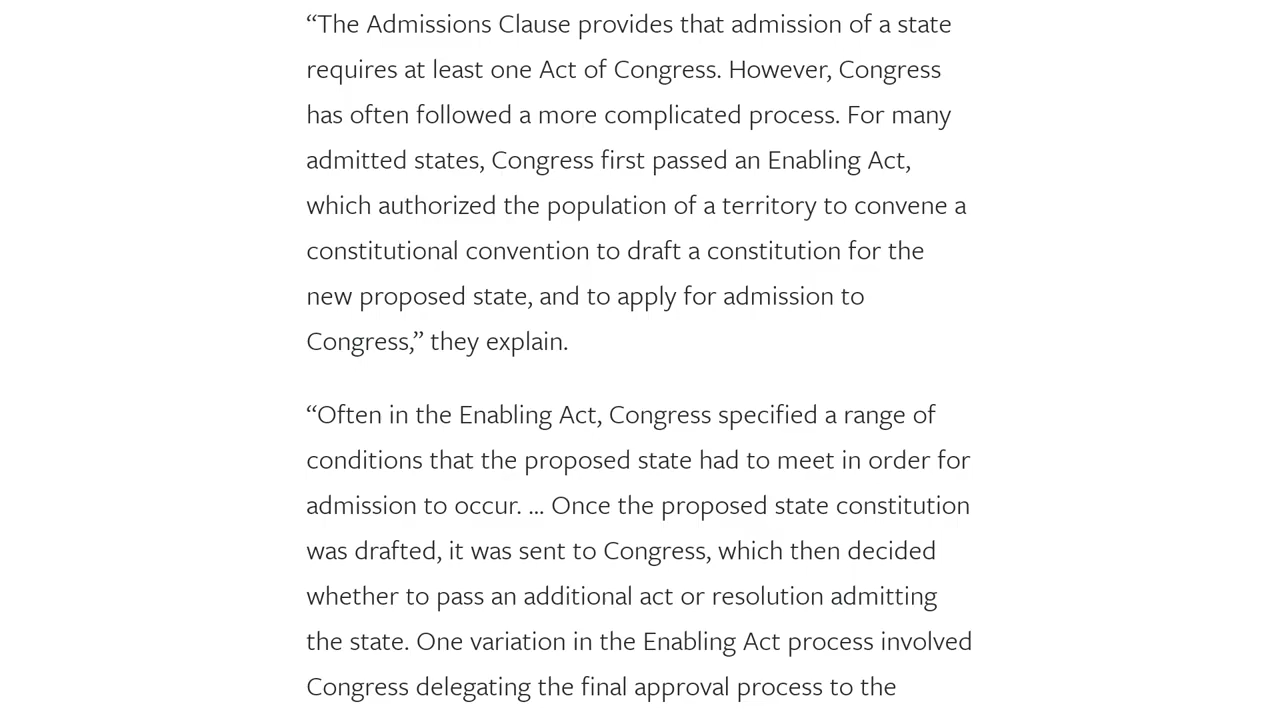 “The Admissions Clause provides that admission of a state
requires at least one Act of Congress. However, Congress
has often followed a more complicated process. For many
admitted states, Congress first passed an Enabling Act,
which authorized the population of a territory to convene a
constitutional convention to draft a constitution for the
new proposed state, and to apply for admission to
Congress,” they explain.
“Often in the Enabling Act, Congress specified a range of
conditions that the proposed state had to meet in order for
admission to occur. ... Once the proposed state constitution
was drafted, it was sent to Congress, which then decided
whether to pass an additional act or resolution admitting
the state. One variation in the Enabling Act process involved
Congress delegating the final approval process to the